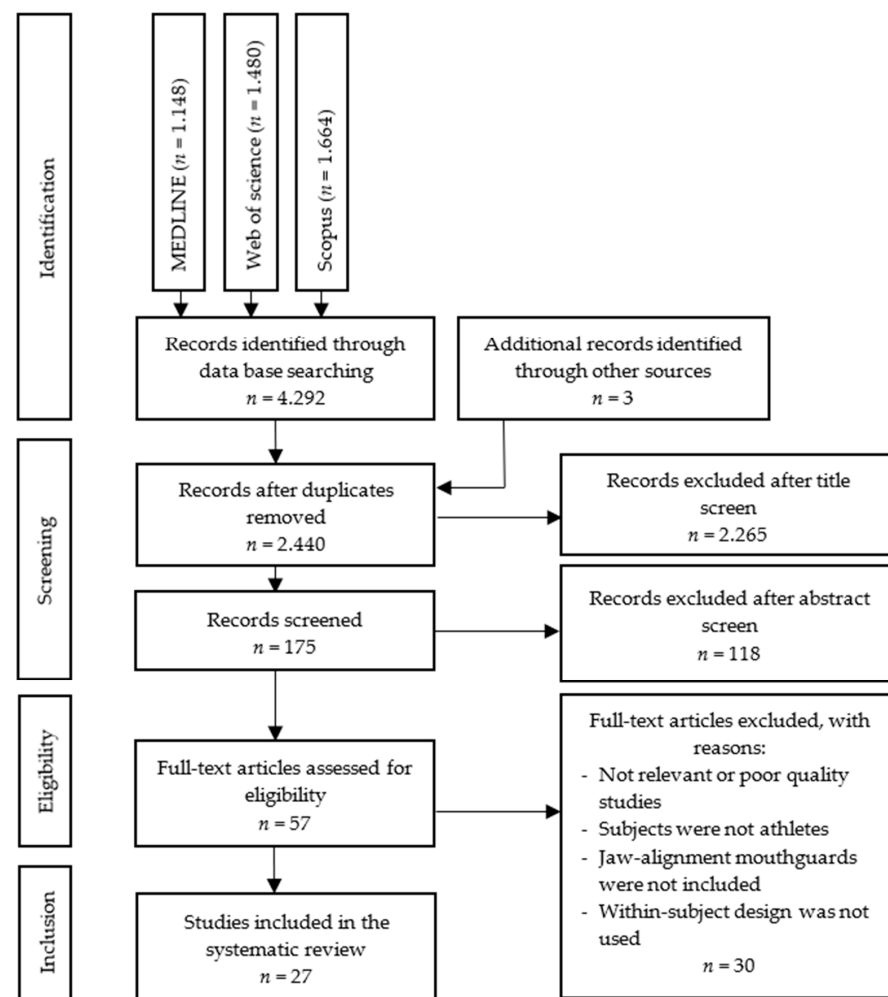 Identification
MEDLINE (n = 1.148)
Web of science (n = 1.480)
Scopus (n = 1.664)
Records identified through
data base searching
n = 4.292
Additional records identified
through other sources
n = 3
Screening
Records after duplicates
removed
n = 2.440
Records excluded after title
screen
n = 2.265
Records screened
n = 175
Records excluded after abstract
screen
n = 118
Eligibility
Full-text articles assessed for
eligibility
n = 57
Full-text articles excluded, with
reasons:
- Not relevant or poor quality
studies
- Subjects were not athletes
- Jaw-alignment mouthguards
were not included
- Within-subject design was not
used
n = 30
Inclusion
Studies included in the
systematic review
n = 27